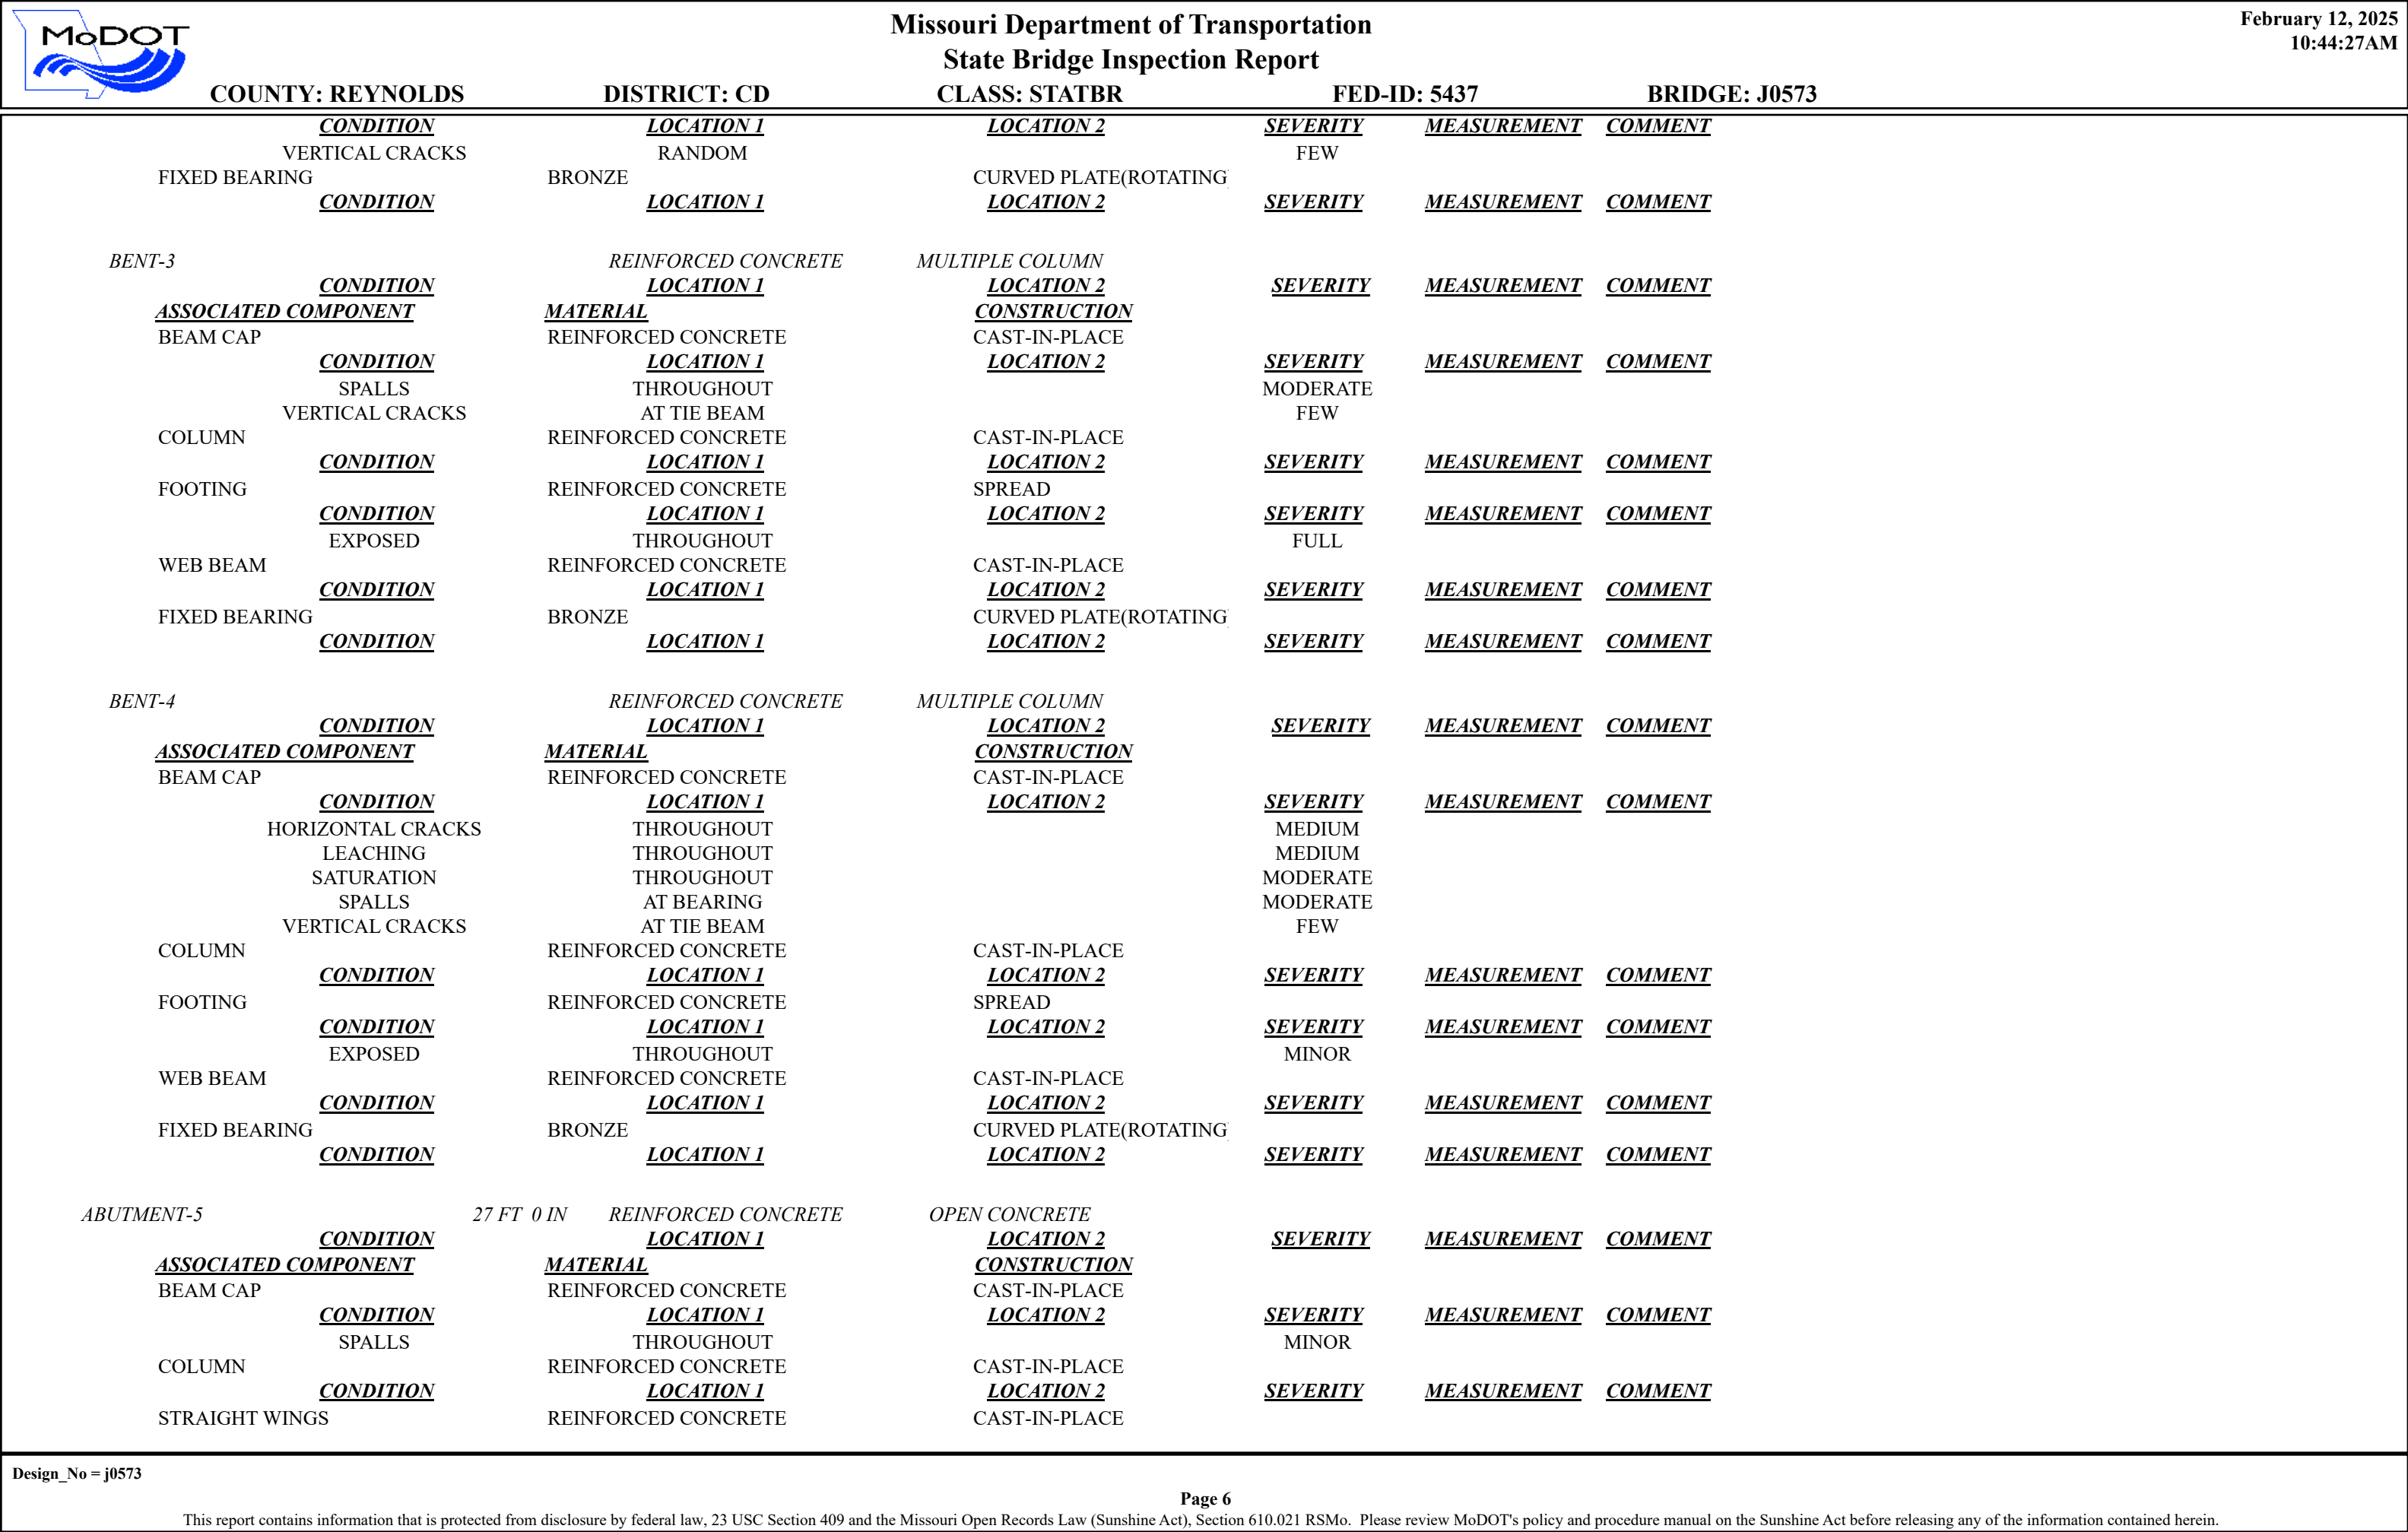 MoDOT
Missouri Department of Transportation
State Bridge Inspection Report
February 12, 2025
10:44:27AM
COUNTY: REYNOLDS DISTRICT: CD CLASS: STATBR FED-ID: 5437 BRIDGE: J0573
CONDITION LOCATION 1 LOCATION 2 SEVERITY MEASUREMENT COMMENT
VERTICAL CRACKS RANDOM FEW
FIXED BEARING BRONZE CURVED PLATE(ROTATING
CONDITION LOCATION 1 LOCATION 2 SEVERITY MEASUREMENT COMMENT
BENT-3 REINFORCED CONCRETE MULTIPLE COLUMN
CONDITION LOCATION 1 LOCATION 2 SEVERITY MEASUREMENT COMMENT
ASSOCIATED COMPONENT MATERIAL CONSTRUCTION
BEAM CAP REINFORCED CONCRETE CAST-IN-PLACE
CONDITION LOCATION 1 LOCATION 2 SEVERITY MEASUREMENT COMMENT
SPALLS THROUGHOUT MODERATE
VERTICAL CRACKS AT TIE BEAM FEW
COLUMN REINFORCED CONCRETE CAST-IN-PLACE
CONDITION LOCATION 1 LOCATION 2 SEVERITY MEASUREMENT COMMENT
FOOTING REINFORCED CONCRETE SPREAD
CONDITION LOCATION 1 LOCATION 2 SEVERITY MEASUREMENT COMMENT
EXPOSED THROUGHOUT FULL
WEB BEAM REINFORCED CONCRETE CAST-IN-PLACE
CONDITION LOCATION 1 LOCATION 2 SEVERITY MEASUREMENT COMMENT
FIXED BEARING BRONZE CURVED PLATE(ROTATING
CONDITION LOCATION 1 LOCATION 2 SEVERITY MEASUREMENT COMMENT
BENT-4 REINFORCED CONCRETE MULTIPLE COLUMN
CONDITION LOCATION 1 LOCATION 2 SEVERITY MEASUREMENT COMMENT
ASSOCIATED COMPONENT MATERIAL CONSTRUCTION
BEAM CAP REINFORCED CONCRETE CAST-IN-PLACE
CONDITION LOCATION 1 LOCATION 2 SEVERITY MEASUREMENT COMMENT
HORIZONTAL CRACKS THROUGHOUT MEDIUM
LEACHING THROUGHOUT MEDIUM
SATURATION THROUGHOUT MODERATE
SPALLS AT BEARING MODERATE
VERTICAL CRACKS AT TIE BEAM FEW
COLUMN REINFORCED CONCRETE CAST-IN-PLACE
CONDITION LOCATION 1 LOCATION 2 SEVERITY MEASUREMENT COMMENT
FOOTING REINFORCED CONCRETE SPREAD
CONDITION LOCATION 1 LOCATION 2 SEVERITY MEASUREMENT COMMENT
EXPOSED THROUGHOUT MINOR
WEB BEAM REINFORCED CONCRETE CAST-IN-PLACE
CONDITION LOCATION 1 LOCATION 2 SEVERITY MEASUREMENT COMMENT
FIXED BEARING BRONZE CURVED PLATE(ROTATING
CONDITION LOCATION 1 LOCATION 2 SEVERITY MEASUREMENT COMMENT
ABUTMENT-5 27 FT 0 IN REINFORCED CONCRETE OPEN CONCRETE
CONDITION LOCATION 1 LOCATION 2 SEVERITY MEASUREMENT COMMENT
ASSOCIATED COMPONENT MATERIAL CONSTRUCTION
BEAM CAP REINFORCED CONCRETE CAST-IN-PLACE
CONDITION LOCATION 1 LOCATION 2 SEVERITY MEASUREMENT COMMENT
SPALLS THROUGHOUT MINOR
COLUMN REINFORCED CONCRETE CAST-IN-PLACE
CONDITION LOCATION 1 LOCATION 2 SEVERITY MEASUREMENT COMMENT
STRAIGHT WINGS REINFORCED CONCRETE CAST-IN-PLACE
Design_No = j0573
Page 6
This report contains information that is protected from disclosure by federal law, 23 USC Section 409 and the Missouri Open Records Law (Sunshine Act), Section 610.021 RSMo. Please review MoDOT's policy and procedure manual on the Sunshine Act before releasing any of the information contained herein.